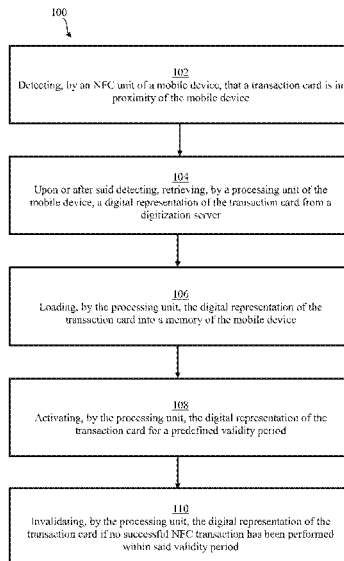 100
102
Detecting, by an NFC unit of a mobile device, that a transaction card is in
proximity of the mobile device
104
Upon or after said detecting, retrieving, by a processing unit of the
mobile device, a digital representation of the transaction card from a
digitization server
106
Loading, by the processing unit, the digital representation of the
transaction card into a memory of the mobile device
108
Activating, by the processing unit, the digital representation of the
transaction card for a predefined validity period
110
Invalidating, by the processing unit, the digital representation of the
transaction card if no successful NFC transaction has been performed
within said validity period